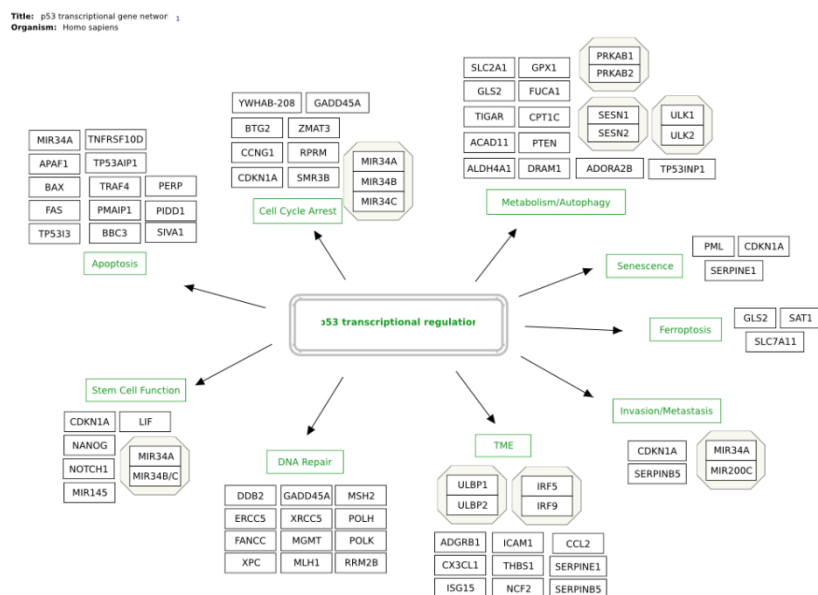 Title: p53 transcriptional gene networ 1
Organism: Homo sapiens
MIR34A TNFRSF10D
APAF1 TP53AIP1
BAX TRAF4 PERP
FAS PMAIP1 PIDD1
TP53I3 BBC3 SIVA1
Apoptosis
YWHAB-208 GADD45A
BTG2 ZMAT3
CCNG1 RPRM
CDKN1A SMR3B
MIR34A
MIR34B
MIR34C
Cell Cycle Arrest
SLC2A1 GPX1
GLS2 FUCA1
TIGAR CPT1C
ACAD11 PTEN
ALDH4A1 DRAM1 ADORA2B TP53INP1
PRKAB1
PRKAB2
SESN1
SESN2
ULK1
ULK2
Metabolism/Autophagy
PML CDKN1A
SERPINE1
Senescence
p53 transcriptional regulation
GLS2 SAT1
SLC7A11
Ferroptosis
Stem Cell Function
CDKN1A LIF
NANOG
NOTCH1
MIR145
MIR34A
MIR34B/C
DNA Repair
DDB2 GADD45A MSH2
ERCC5 XRCC5 POLH
FANCC MGMT POLK
XPC MLH1 RRM2B
TME
ULBP1
ULBP2
IRF5
IRF9
ADGRB1 ICAM1 CCL2
CX3CL1 THBS1 SERPINE1
ISG15 NCF2 SERPINB5
Invasion/Metastasis
CDKN1A
SERPINB5
MIR34A
MIR200C